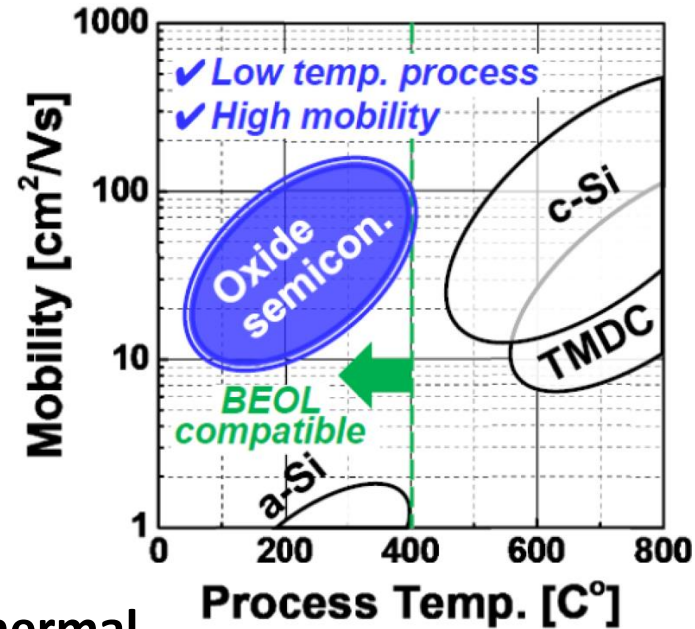 1000
100
10
1
Mobility [cm²/Vs]
✔ Low temp. process
✔ High mobility
Oxide
semicon.
c-Si
TMDC
BEOL
compatible
a-Si
0 200 400 600 800
Process Temp. [C°]